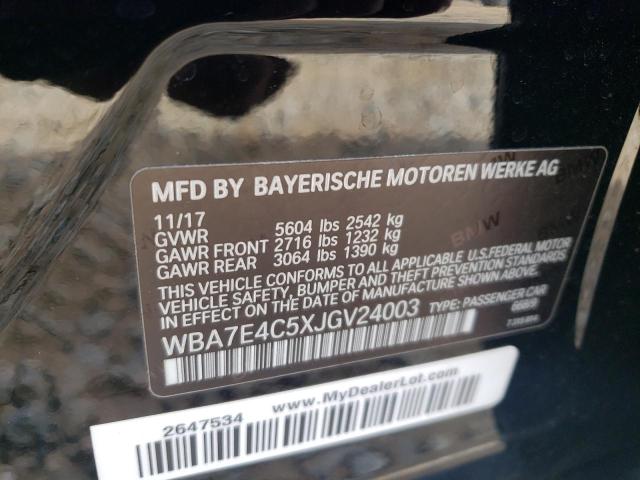 MFD BY BAYERISCHE MOTOREN WERKE AG
11/17
GVWR 5604 lbs 2542 kg
GAWR FRONT 2716 lbs 1232 kg
GAWR REAR 3064 lbs 1390 kg
THIS VEHICLE CONFORMS TO ALL APPLICABLE U.S. FEDERAL MOTOR
VEHICLE SAFETY, BUMPER AND THEFT PREVENTION STANDARDS
IN EFFECT ON THE DATE OF MANUFACTURE SHOWN ABOVE.
WBA7E4C5XJGV24003 TYPE: PASSENGER CAR
BMW
2647534 www.MyDealerLot.com